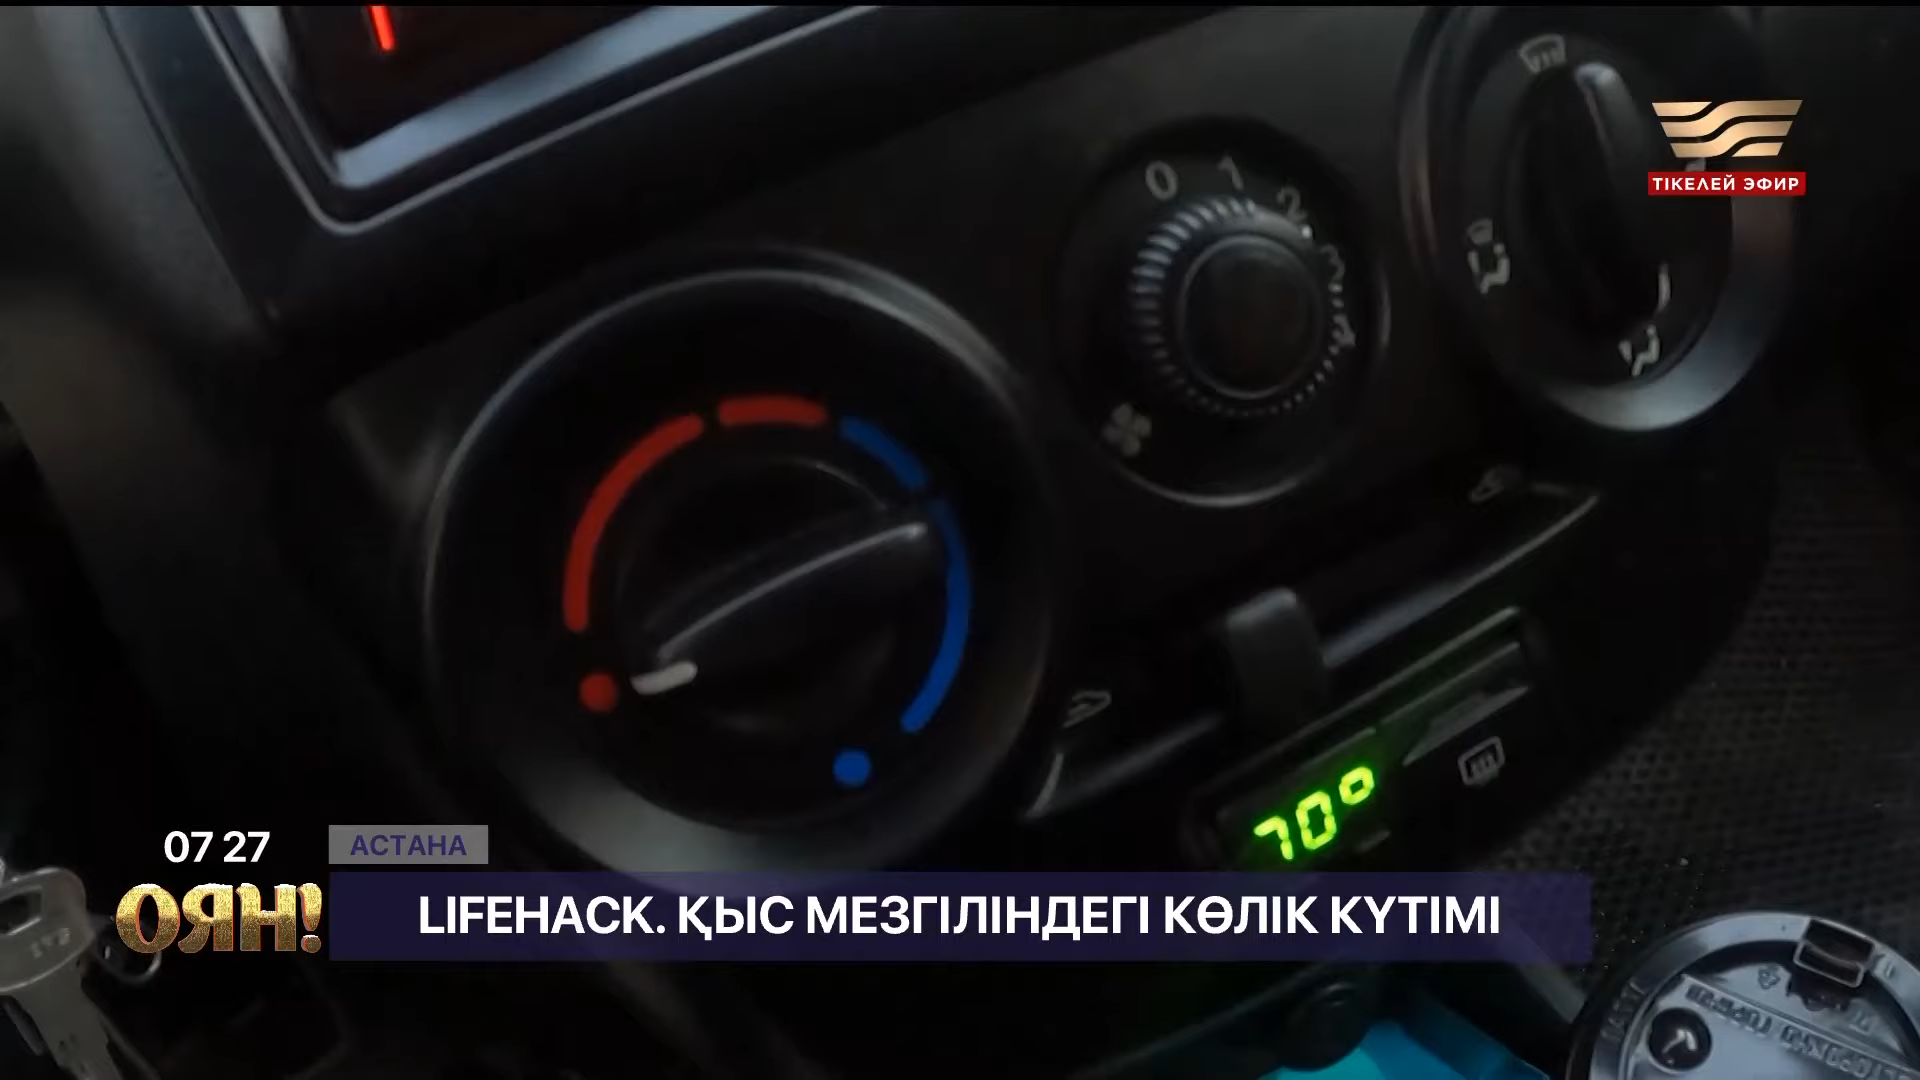 ТІКЕЛЕЙ ЭФИР
0 1 2 3 4
70°
07 27
АСТАНА
ОЯН!
LIFEHACK. ҚЫС МЕЗГІЛІНДЕГІ КӨЛІК КҮТІМІ